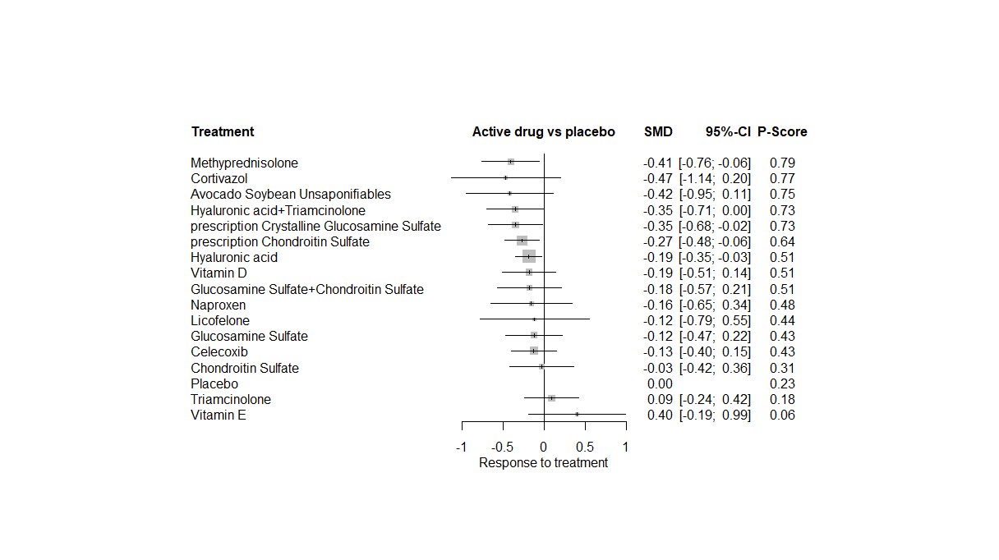 Treatment Active drug vs placebo SMD 95%-CI P-Score
Methyprednisolone -0.41 [-0.76; -0.06] 0.79
Cortivazol -0.47 [-1.14; 0.20] 0.77
Avocado Soybean Unsaponifiables -0.42 [-0.95; 0.11] 0.75
Hyaluronic acid+Triamcinolone -0.35 [-0.71; 0.00] 0.73
prescription Crystalline Glucosamine Sulfate -0.35 [-0.68; -0.02] 0.73
prescription Chondroitin Sulfate -0.27 [-0.48; -0.06] 0.64
Hyaluronic acid -0.19 [-0.35; -0.03] 0.51
Vitamin D -0.19 [-0.51; 0.14] 0.51
Glucosamine Sulfate+Chondroitin Sulfate -0.18 [-0.57; 0.21] 0.51
Naproxen -0.16 [-0.65; 0.34] 0.48
Licofelone -0.12 [-0.79; 0.55] 0.44
Glucosamine Sulfate -0.12 [-0.47; 0.22] 0.43
Celecoxib -0.13 [-0.40; 0.15] 0.43
Chondroitin Sulfate -0.03 [-0.42; 0.36] 0.31
Placebo 0.00 0.23
Triamcinolone 0.09 [-0.24; 0.42] 0.18
Vitamin E 0.40 [-0.19; 0.99] 0.06
-1 -0.5 0 0.5 1
Response to treatment